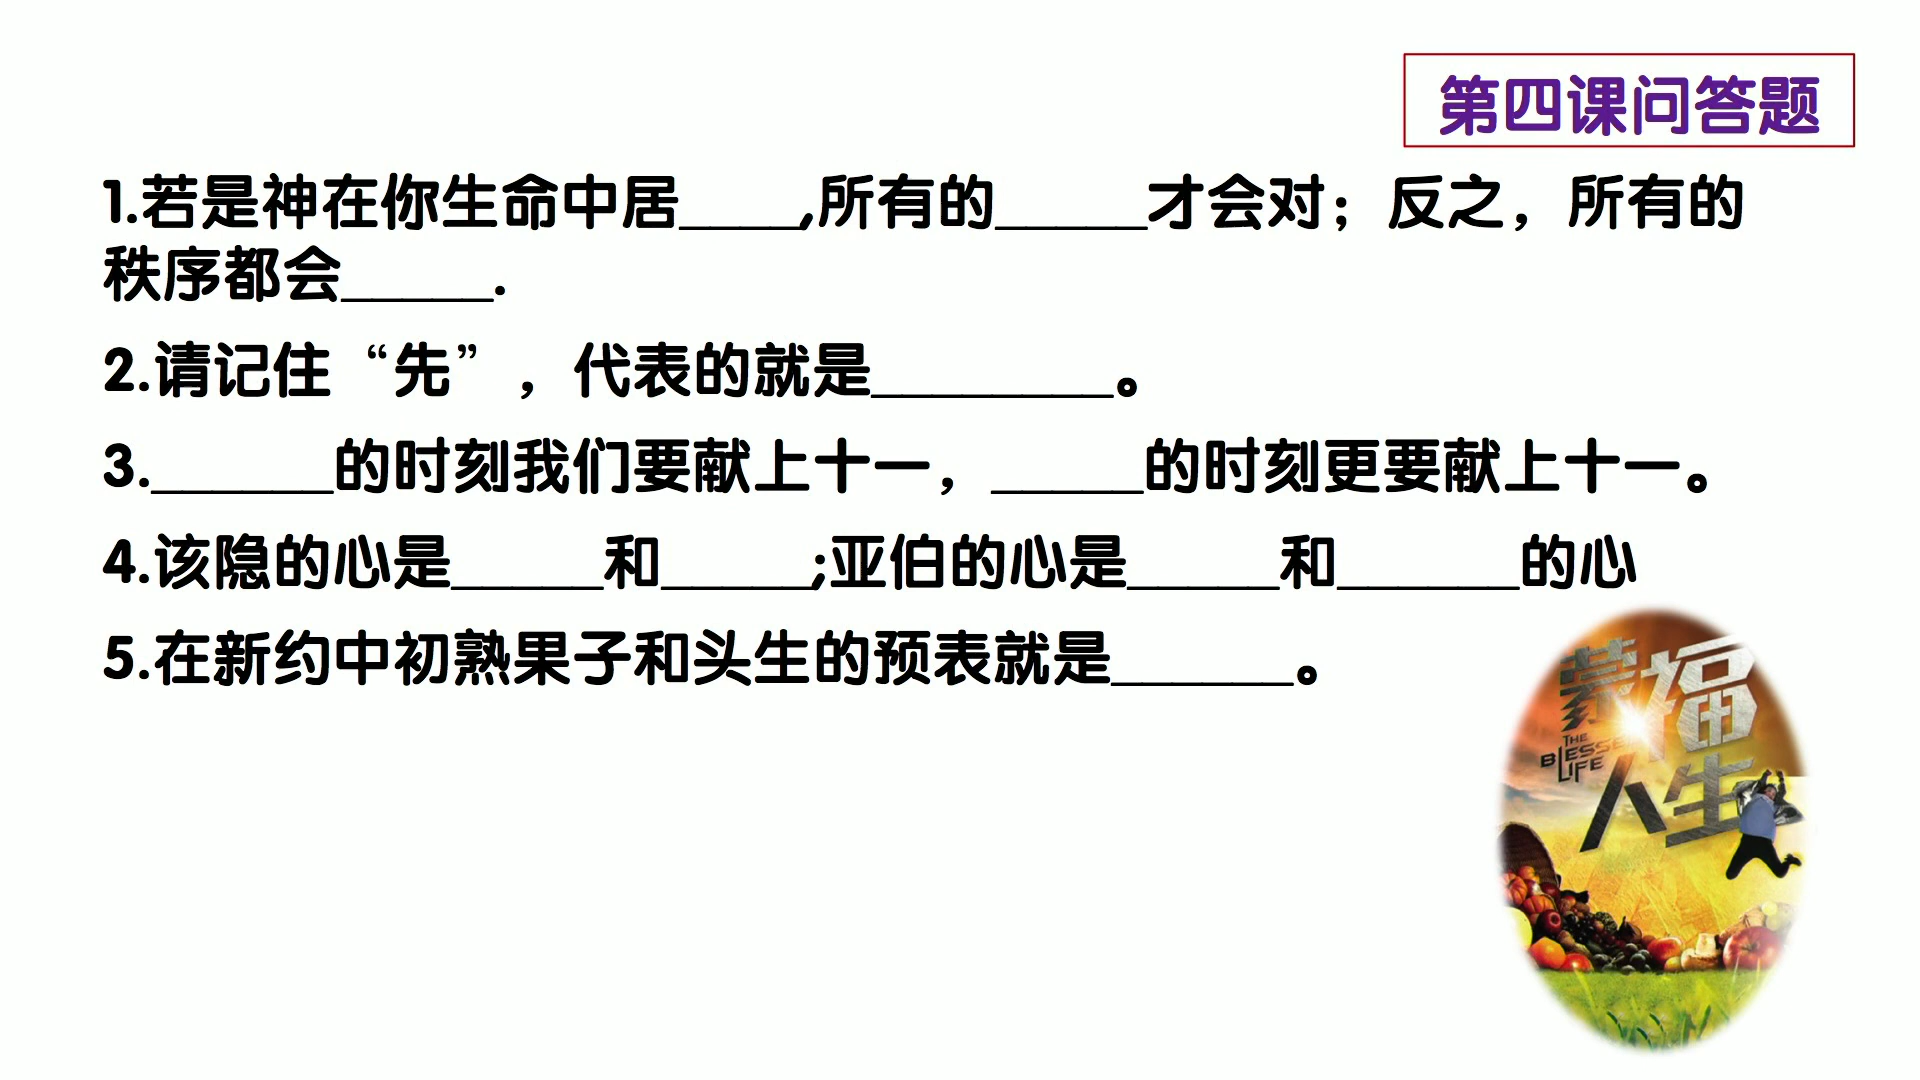 第四课问答题
1.若是神在你生命中居____,所有的_____才会对；反之，所有的
秩序都会_____.
2.请记住“先”，代表的就是________。
3.______的时刻我们要献上十一，_____的时刻更要献上十一。
4.该隐的心是_____和_____;亚伯的心是_____和______的心
5.在新约中初熟果子和头生的预表就是______。
蒙福
THE
BLESSED
LIFE
人生